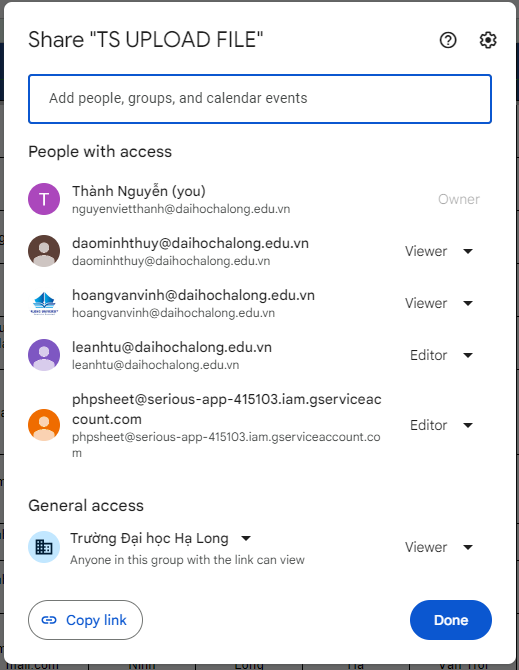 Share "TS UPLOAD FILE"
Add people, groups, and calendar events
People with access
T
Thành Nguyễn (you)
nguyenvietthanh@daihochalong.edu.vn
Owner
daominhthuy@daihochalong.edu.vn
daominhthuy@daihochalong.edu.vn
Viewer
hoangvanvinh@daihochalong.edu.vn
hoangvanvinh@daihochalong.edu.vn
Viewer
leanhtu@daihochalong.edu.vn
leanhtu@daihochalong.edu.vn
Editor
phpsheet@serious-app-415103.iam.gserviceac
count.com
phpsheet@serious-app-415103.iam.gserviceaccount.co
m
Editor
General access
Trường Đại học Hạ Long
Anyone in this group with the link can view
Viewer
Copy link
Done